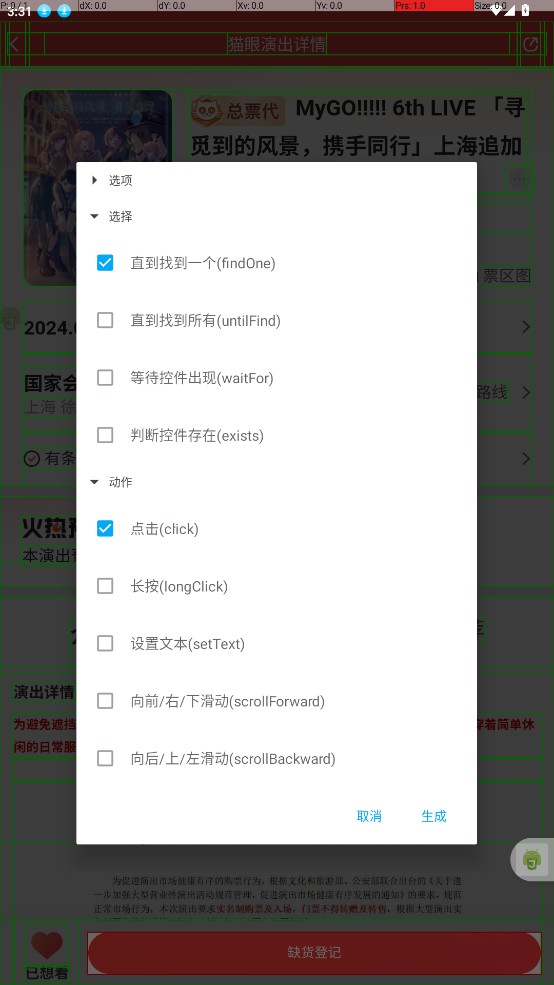 P: 0 / 1 dX: 0.0 dY: 0.0 Xv: 0.0 Yv: 0.0 Prs: 1.0 Size: 0.0
3:31
猫眼演出详情
总票代 MyGO!!!!! 6th LIVE 「寻
觅到的风景，携手同行」上海追加
选项
选择
直到找到一个(findOne)
票区图
直到找到所有(untilFind)
2024.
等待控件出现(waitFor)
国家会
路线
上海 徐
判断控件存在(exists)
有条
动作
点击(click)
本演出
长按(longClick)
设置文本(setText)
演出详情
向前/右/下滑动(scrollForward)
为避免遮挡
穿着简单休
闲的日常服
向后/上/左滑动(scrollBackward)
取消 生成
为促进演出市场健康有序的购票行为，根据文化和旅游部、公安部联合出台的《关于进
一步加强大型营业性演出活动规范管理，促进演出市场健康有序发展的通知》的要求，规范
正常市场行为，本次演出要求实名制购票及入场，门票不得转赠及转售，根据大型演出实
已想看
缺货登记